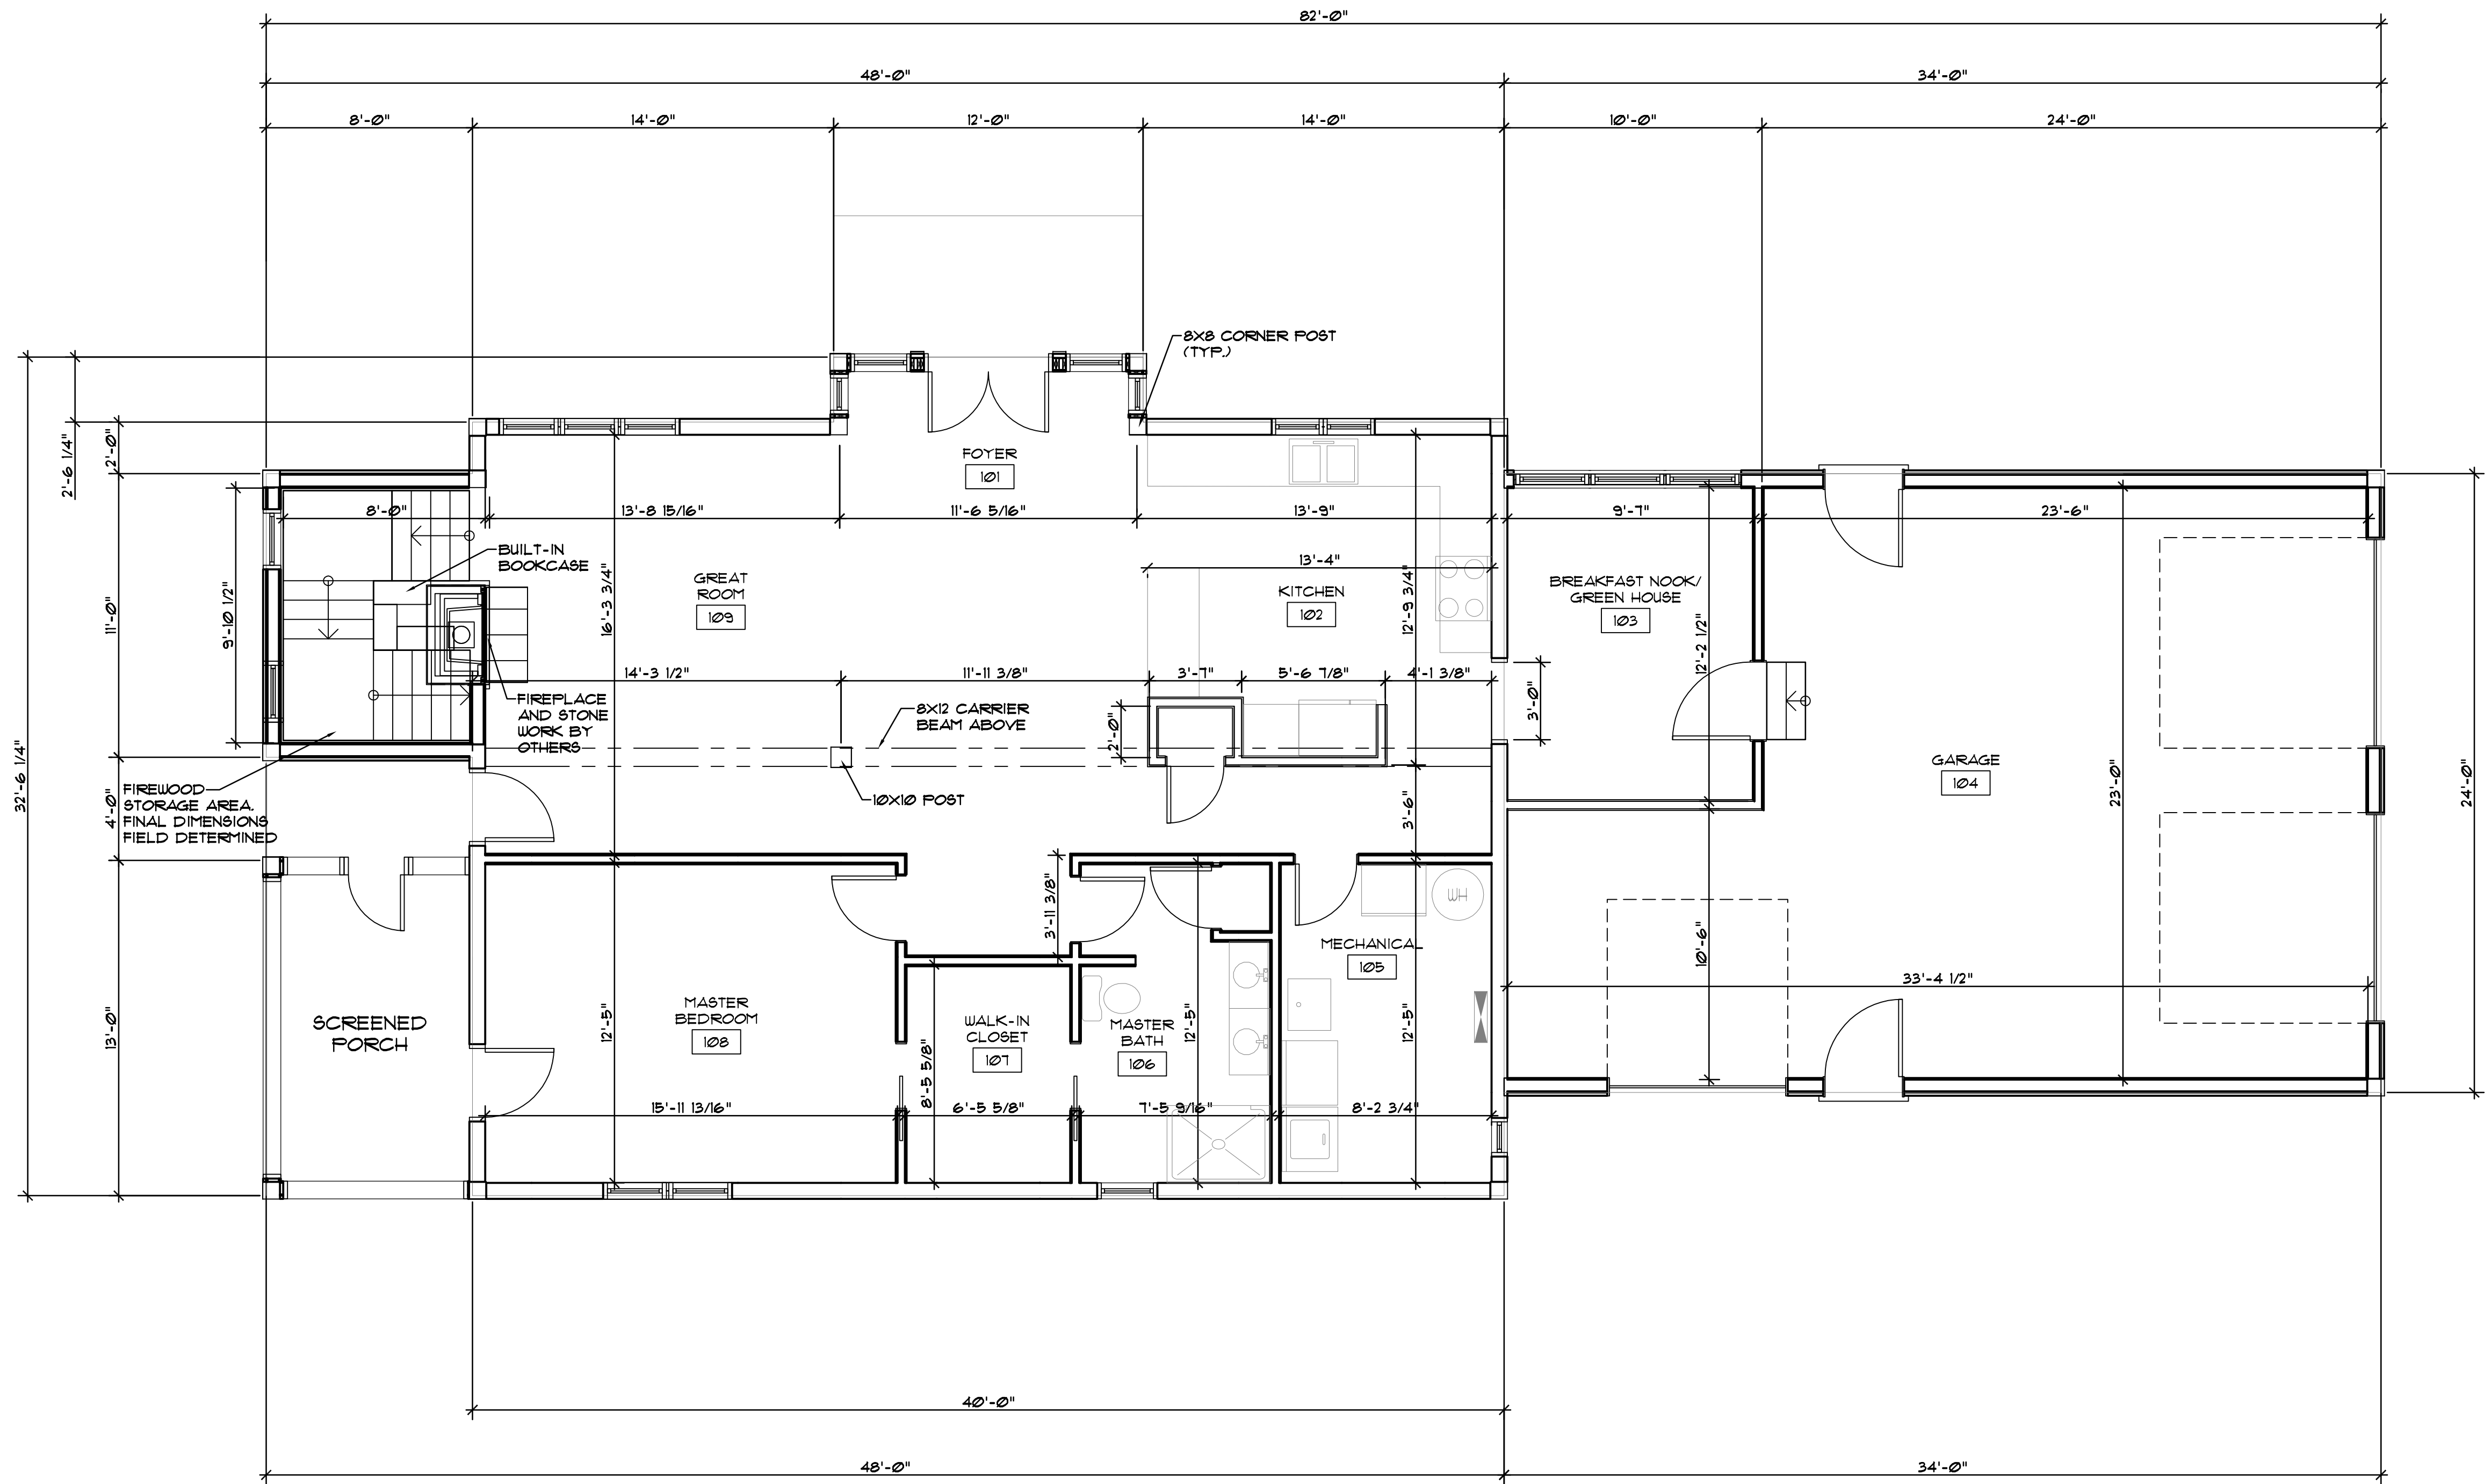 82'-0"
48'-0"
34'-0"
8'-0"
14'-0"
12'-0"
14'-0"
10'-0"
24'-0"
8X8 CORNER POST
(TYP.)
2'-6 1/4"
2'-0"
FOYER
101
8'-0"
13'-8 15/16"
11'-6 5/16"
13'-9"
9'-7"
23'-6"
BUILT-IN
BOOKCASE
13'-4"
GREAT
ROOM
109
16'-3 3/4"
KITCHEN
102
12'-9 3/4"
BREAKFAST NOOK/
GREEN HOUSE
103
11'-0"
9'-10 1/2"
12'-2 1/2"
14'-3 1/2"
11'-11 3/8"
3'-7"
5'-6 7/8"
4'-1 3/8"
3'-0"
FIREPLACE
AND STONE
WORK BY
OTHERS
8X12 CARRIER
BEAM ABOVE
2'-0"
32'-6 1/4"
GARAGE
104
23'-0"
24'-0"
FIREWOOD
STORAGE AREA.
FINAL DIMENSIONS
FIELD DETERMINED
4'-0"
10X10 POST
3'-6"
WH
3'-11 3/8"
MECHANICAL
105
10'-6"
33'-4 1/2"
13'-0"
SCREENED
PORCH
MASTER
BEDROOM
108
12'-5"
WALK-IN
CLOSET
107
MASTER
BATH
106
12'-5"
12'-5"
8'-5 5/8"
15'-11 13/16"
6'-5 5/8"
7'-5 9/16"
8'-2 3/4"
40'-0"
48'-0"
34'-0"